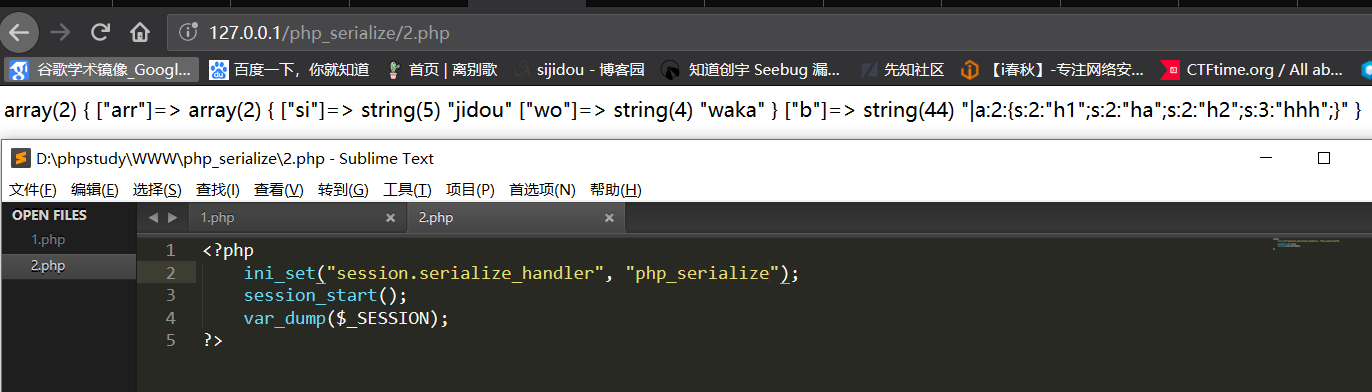 127.0.0.1/php_serialize/2.php
谷歌学术镜像_Googl... 百度一下，你就知道 首页 | 离别歌 sijidou - 博客园 知道创宇 Seebug 漏... 先知社区 【i春秋】-专注网络安... CTFtime.org / All ab...
array(2) { ["arr"]=> array(2) { ["si"]=> string(5) "jidou" ["wo"]=> string(4) "waka" } ["b"]=> string(44) "|a:2:{s:2:"h1";s:2:"ha";s:2:"h2";s:3:"hhh";}" }
D:\phpstudy\WWW\php_serialize\2.php - Sublime Text
文件(F) 编辑(E) 选择(S) 查找(I) 查看(V) 转到(G) 工具(T) 项目(P) 首选项(N) 帮助(H)
OPEN FILES
1.php
2.php
1.php 2.php
1 <?php
2 ini_set("session.serialize_handler", "php_serialize");
3 session_start();
4 var_dump($_SESSION);
5 ?>